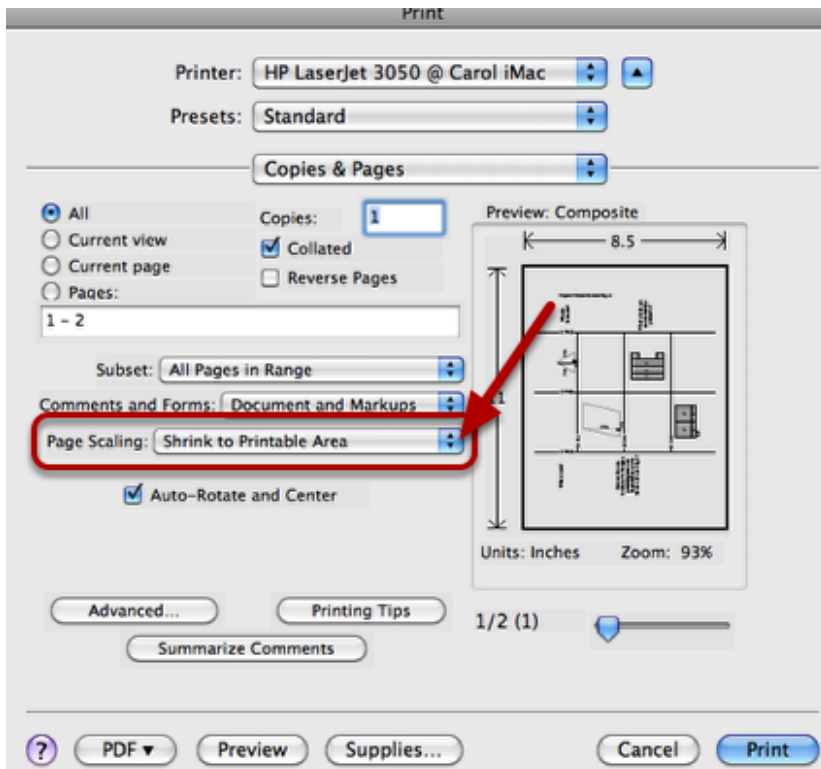 Print
Printer: HP LaserJet 3050 @ Carol iMac
Presets: Standard
Copies & Pages
All
Current view
Current page
Pages:
1 - 2
Copies: 1
Collated
Reverse Pages
Subset: All Pages in Range
Comments and Forms: Document and Markups
Page Scaling: Shrink to Printable Area
Auto-Rotate and Center
Advanced...
Printing Tips
Summarize Comments
Preview: Composite
8.5
Units: Inches Zoom: 93%
1/2 (1)
?
PDF ▾
Preview
Supplies...
Cancel
Print